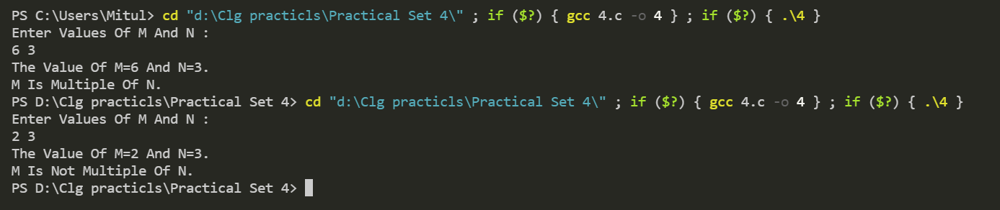 PS C:\Users\Mitul> cd "d:\Clg practicls\Practical Set 4\" ; if ($?) { gcc 4.c -o 4 } ; if ($?) { .\4 }
Enter Values Of M And N :
6 3
The Value Of M=6 And N=3.
M Is Multiple Of N.
PS D:\Clg practicls\Practical Set 4> cd "d:\Clg practicls\Practical Set 4\" ; if ($?) { gcc 4.c -o 4 } ; if ($?) { .\4 }
Enter Values Of M And N :
2 3
The Value Of M=2 And N=3.
M Is Not Multiple Of N.
PS D:\Clg practicls\Practical Set 4>